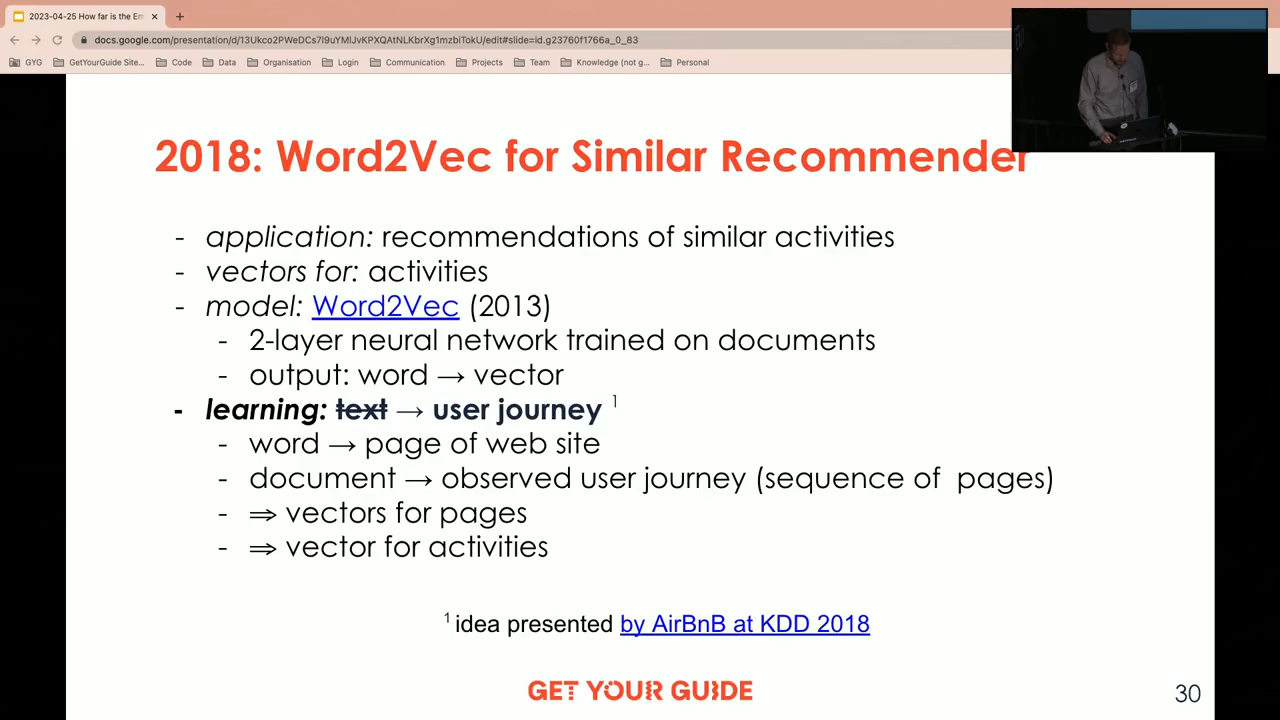 2023-04-25 How far is the Em
docs.google.com/presentation/d/13Ukco2PWeDCs7l9uYMlJvKPXQAtNLKbrXg1mzbITokU/edit#slide=id.g23760f1766a_0_83
GYG GetYourGuide Site... Code Data Organisation Login Communication Projects Team Knowledge (not g... Personal
2018: Word2Vec for Similar Recommender
- application: recommendations of similar activities
- vectors for: activities
- model: Word2Vec (2013)
- 2-layer neural network trained on documents
- output: word → vector
- learning: text → user journey 1
- word → page of web site
- document → observed user journey (sequence of pages)
- ⇒ vectors for pages
- ⇒ vector for activities
1 idea presented by AirBnB at KDD 2018
GET YOUR GUIDE
30